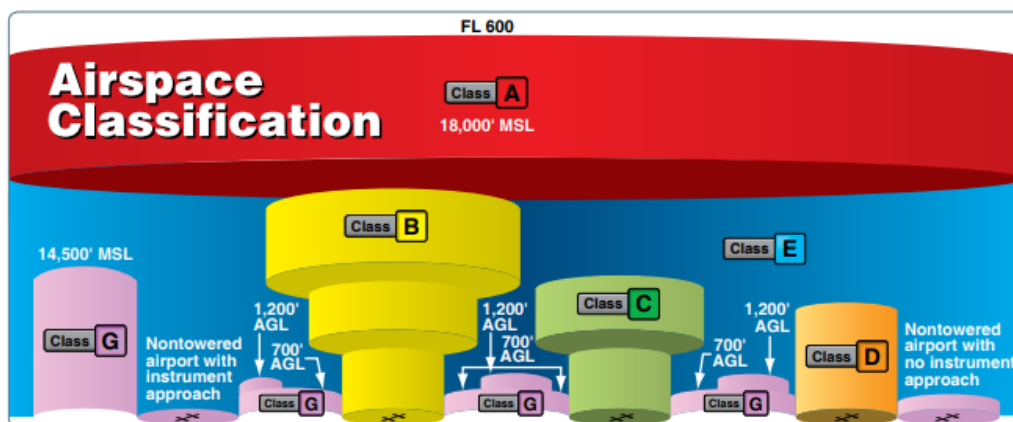 FL 600
Airspace
Classification
Class A
18,000' MSL
Class B
Class E
14,500' MSL
Class G
Nontowered
airport with
instrument
approach
1,200'
AGL
700'
AGL
Class G
1,200'
AGL
700'
AGL
Class G
Class C
700'
AGL
1,200'
AGL
Class G
Class D
Nontowered
airport with
no instrument
approach